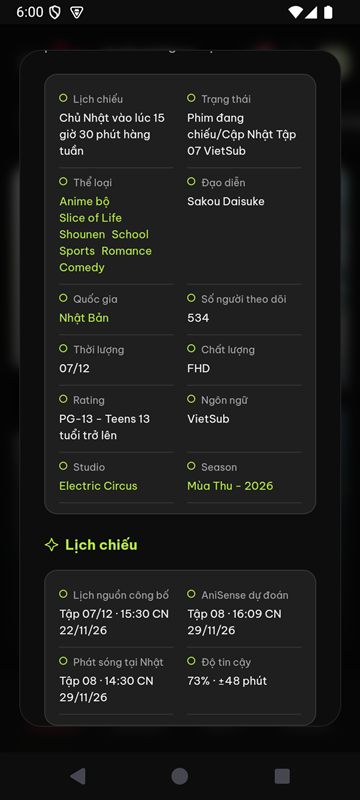 6:00
Lịch chiếu
Chủ Nhật vào lúc 15
giờ 30 phút hàng
tuần
Trạng thái
Phim đang
chiếu/Cập Nhật Tập
07 VietSub
Thể loại
Anime bộ
Slice of Life
Shounen School
Sports Romance
Comedy
Đạo diễn
Sakou Daisuke
Quốc gia
Nhật Bản
Số người theo dõi
534
Thời lượng
07/12
Chất lượng
FHD
Rating
PG-13 - Teens 13
tuổi trở lên
Ngôn ngữ
VietSub
Studio
Electric Circus
Season
Mùa Thu - 2026
Lịch chiếu
Lịch nguồn công bố
Tập 07/12 · 15:30 CN
22/11/26
AniSense dự đoán
Tập 08 · 16:09 CN
29/11/26
Phát sóng tại Nhật
Tập 08 · 14:30 CN
29/11/26
Độ tin cậy
73% · ±48 phút